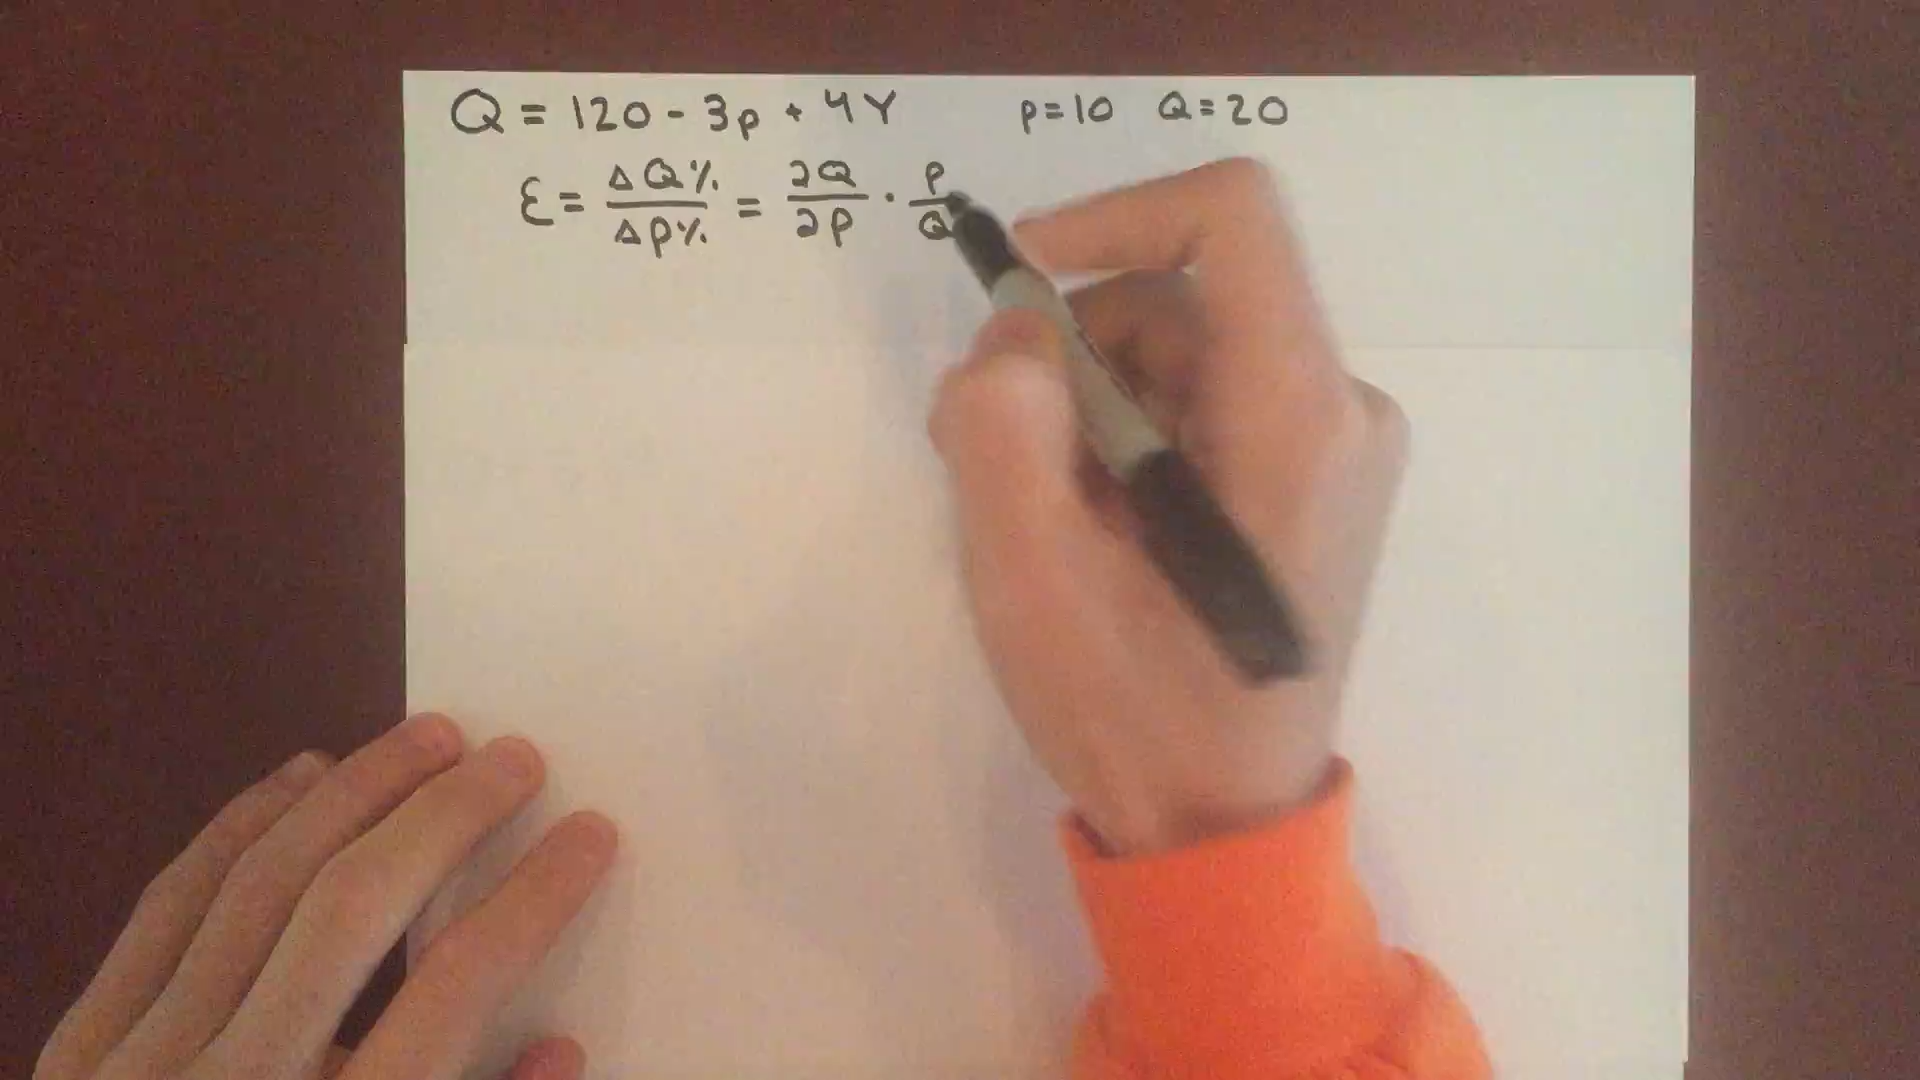 Q = 120 - 3p + 4Y p=10 Q=20
ε = ΔQ% / ΔP% = ∂Q / ∂P · P / Q